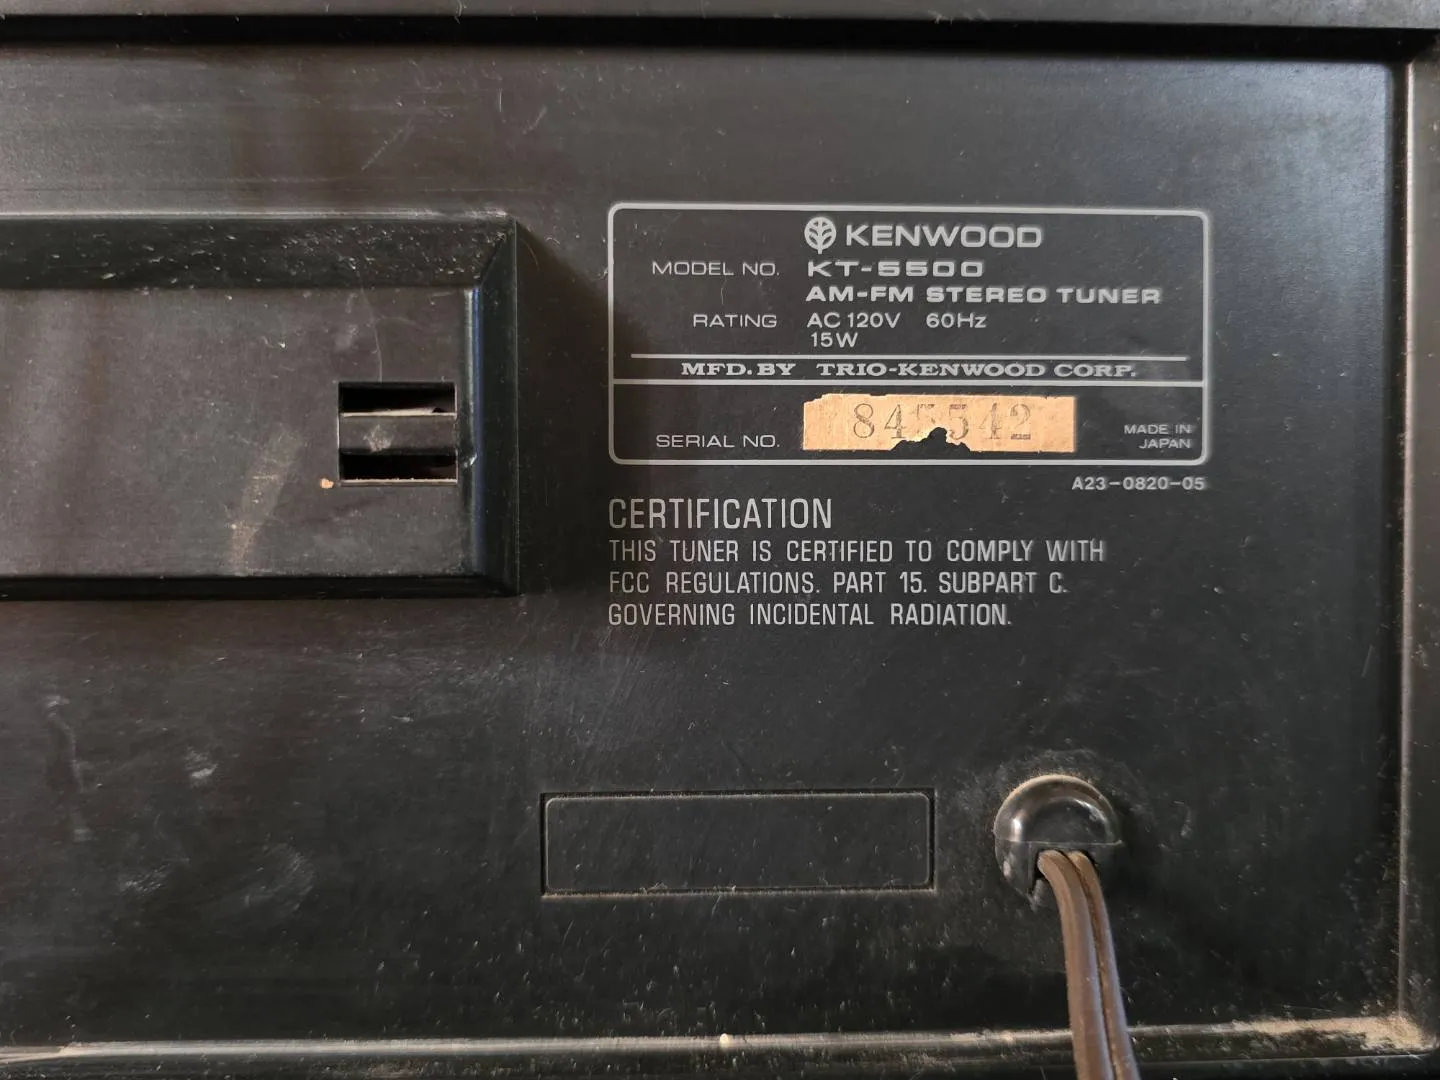 KENWOOD
MODEL NO. KT-5500
AM-FM STEREO TUNER
RATING AC 120V 60Hz
15W
MFD. BY TRIO-KENWOOD CORP.
SERIAL NO.
MADE IN
JAPAN
A23-0820-05
CERTIFICATION
THIS TUNER IS CERTIFIED TO COMPLY WITH
FCC REGULATIONS. PART 15. SUBPART C.
GOVERNING INCIDENTAL RADIATION.